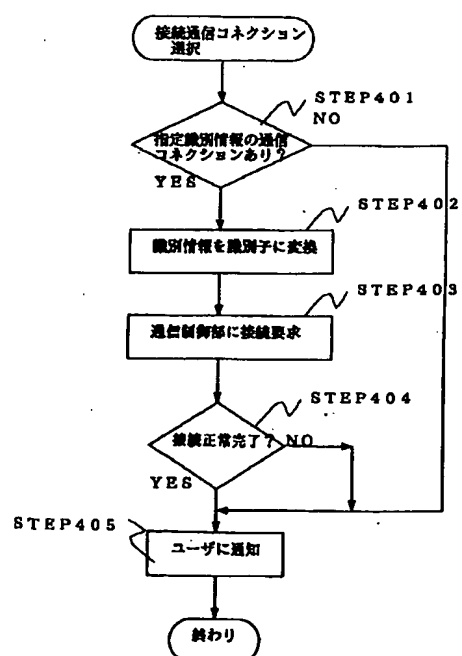 接続通信コネクション
選択
STEP401
NO
指定識別情報の通信
コネクションあり?
YES
STEP402
識別情報を識別子に変換
STEP403
通信制御部に接続要求
STEP404
接続正常完了? NO
YES
STEP405
ユーザに通知
終わり